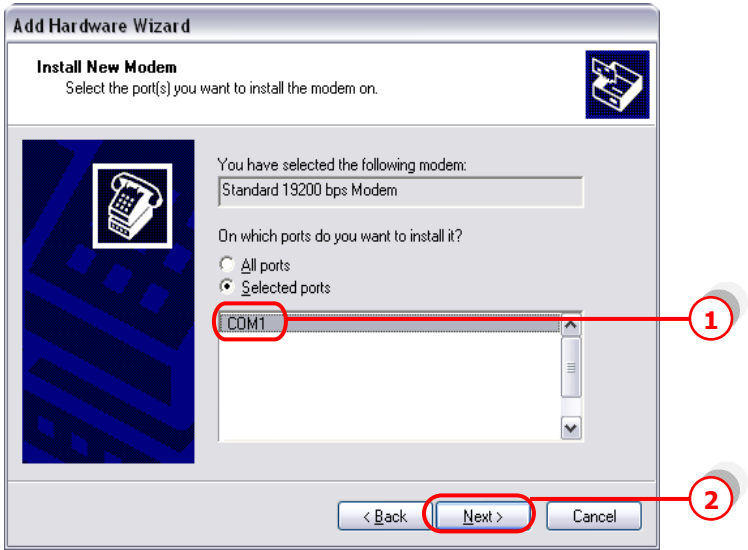 Add Hardware Wizard
Install New Modem
Select the port(s) you want to install the modem on.
You have selected the following modem:
Standard 19200 bps Modem
On which ports do you want to install it?
All ports
Selected ports
COM1
1
< Back
Next >
Cancel
2